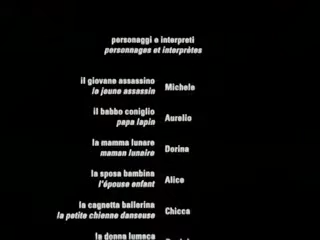 personaggi e interpreti
personnages et interprètes
il giovane assassino
le jeune assassin
Michele
il babbo coniglio
papa lapin
Aurelio
la mamma lunare
maman lunaire
Dorina
la sposa bambina
l'épouse enfant
Alice
la cagnetta ballerina
la petite chienne danseuse
Chicca
la donna lumaca